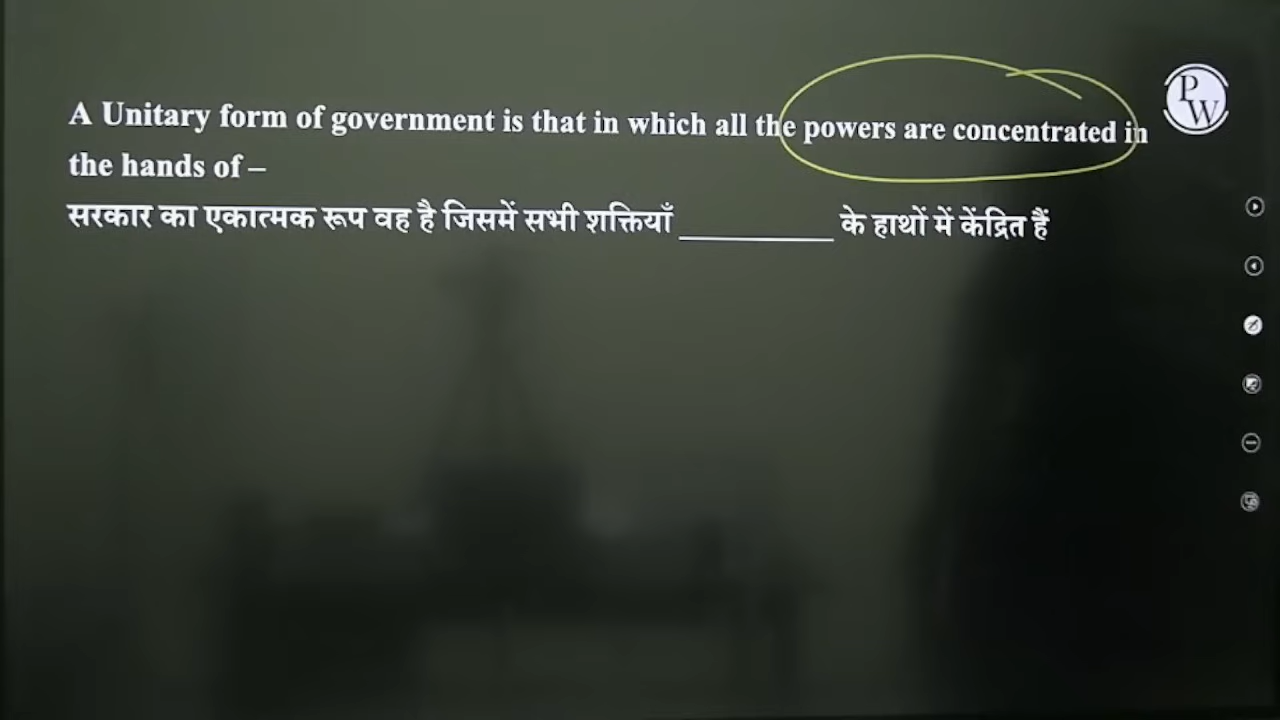 A Unitary form of government is that in which all the powers are concentrated in
the hands of –
सरकार का एकात्मक रूप वह है जिसमें सभी शक्तियाँ __________ के हाथों में केंद्रित हैं
PW